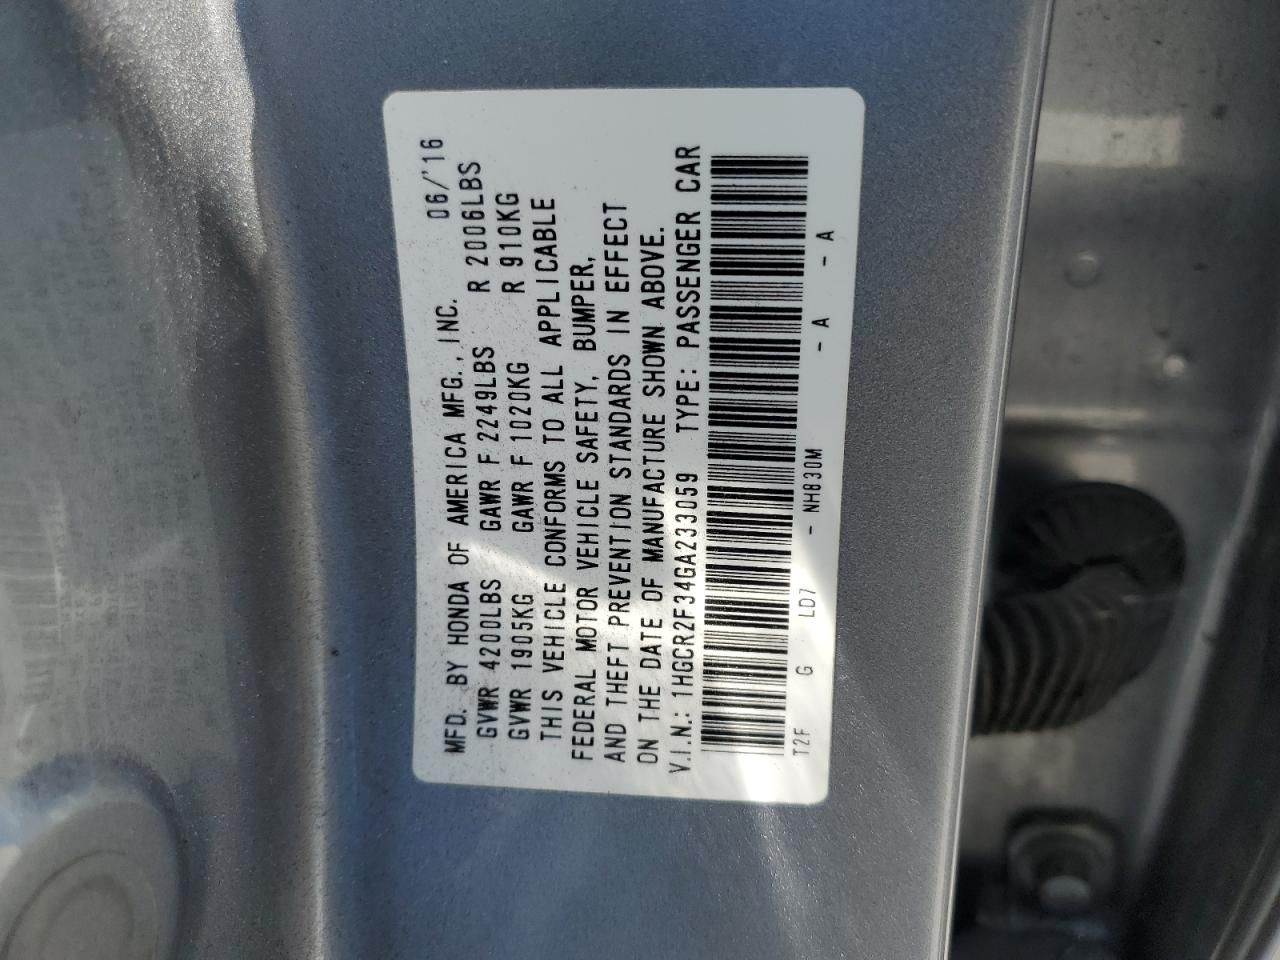 MFD. BY HONDA OF AMERICA MFG., INC. 06/'16
GVWR 4200LBS GAWR F 2249LBS R 2006LBS
GVWR 1905KG GAWR F 1020KG R 910KG
THIS VEHICLE CONFORMS TO ALL APPLICABLE
FEDERAL MOTOR VEHICLE SAFETY, BUMPER,
AND THEFT PREVENTION STANDARDS IN EFFECT
ON THE DATE OF MANUFACTURE SHOWN ABOVE.
V.I.N.: 1HGCR2F34GA233059 TYPE: PASSENGER CAR
T2F G LD7 - NH830M - A - A